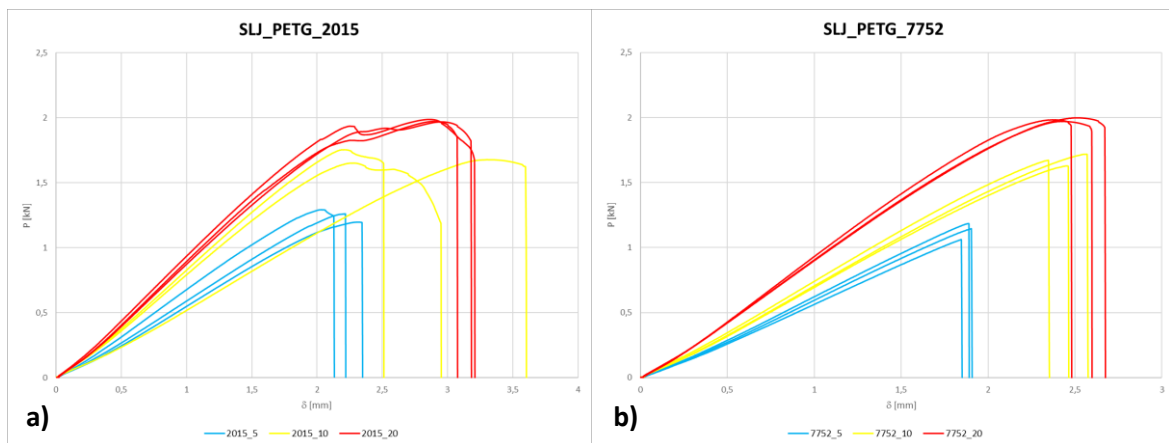 SLJ_PETG_2015
2,5
2
1,5
1
0,5
0
P [kN]
0 0,5 1 1,5 2 2,5 3 3,5 4
δ [mm]
a)
2015_5 2015_10 2015_20
SLJ_PETG_7752
2,5
2
1,5
1
0,5
0
P [kN]
0 0,5 1 1,5 2 2,5 3
δ [mm]
b)
7752_5 7752_10 7752_20